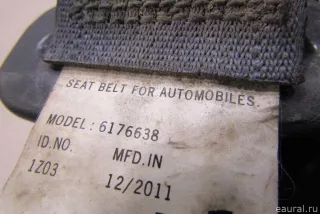 SEAT BELT FOR AUTOMOBILES.
MODEL: 6176638
ID.NO. MFD.IN
1Z03 12/2011
eaural.ru